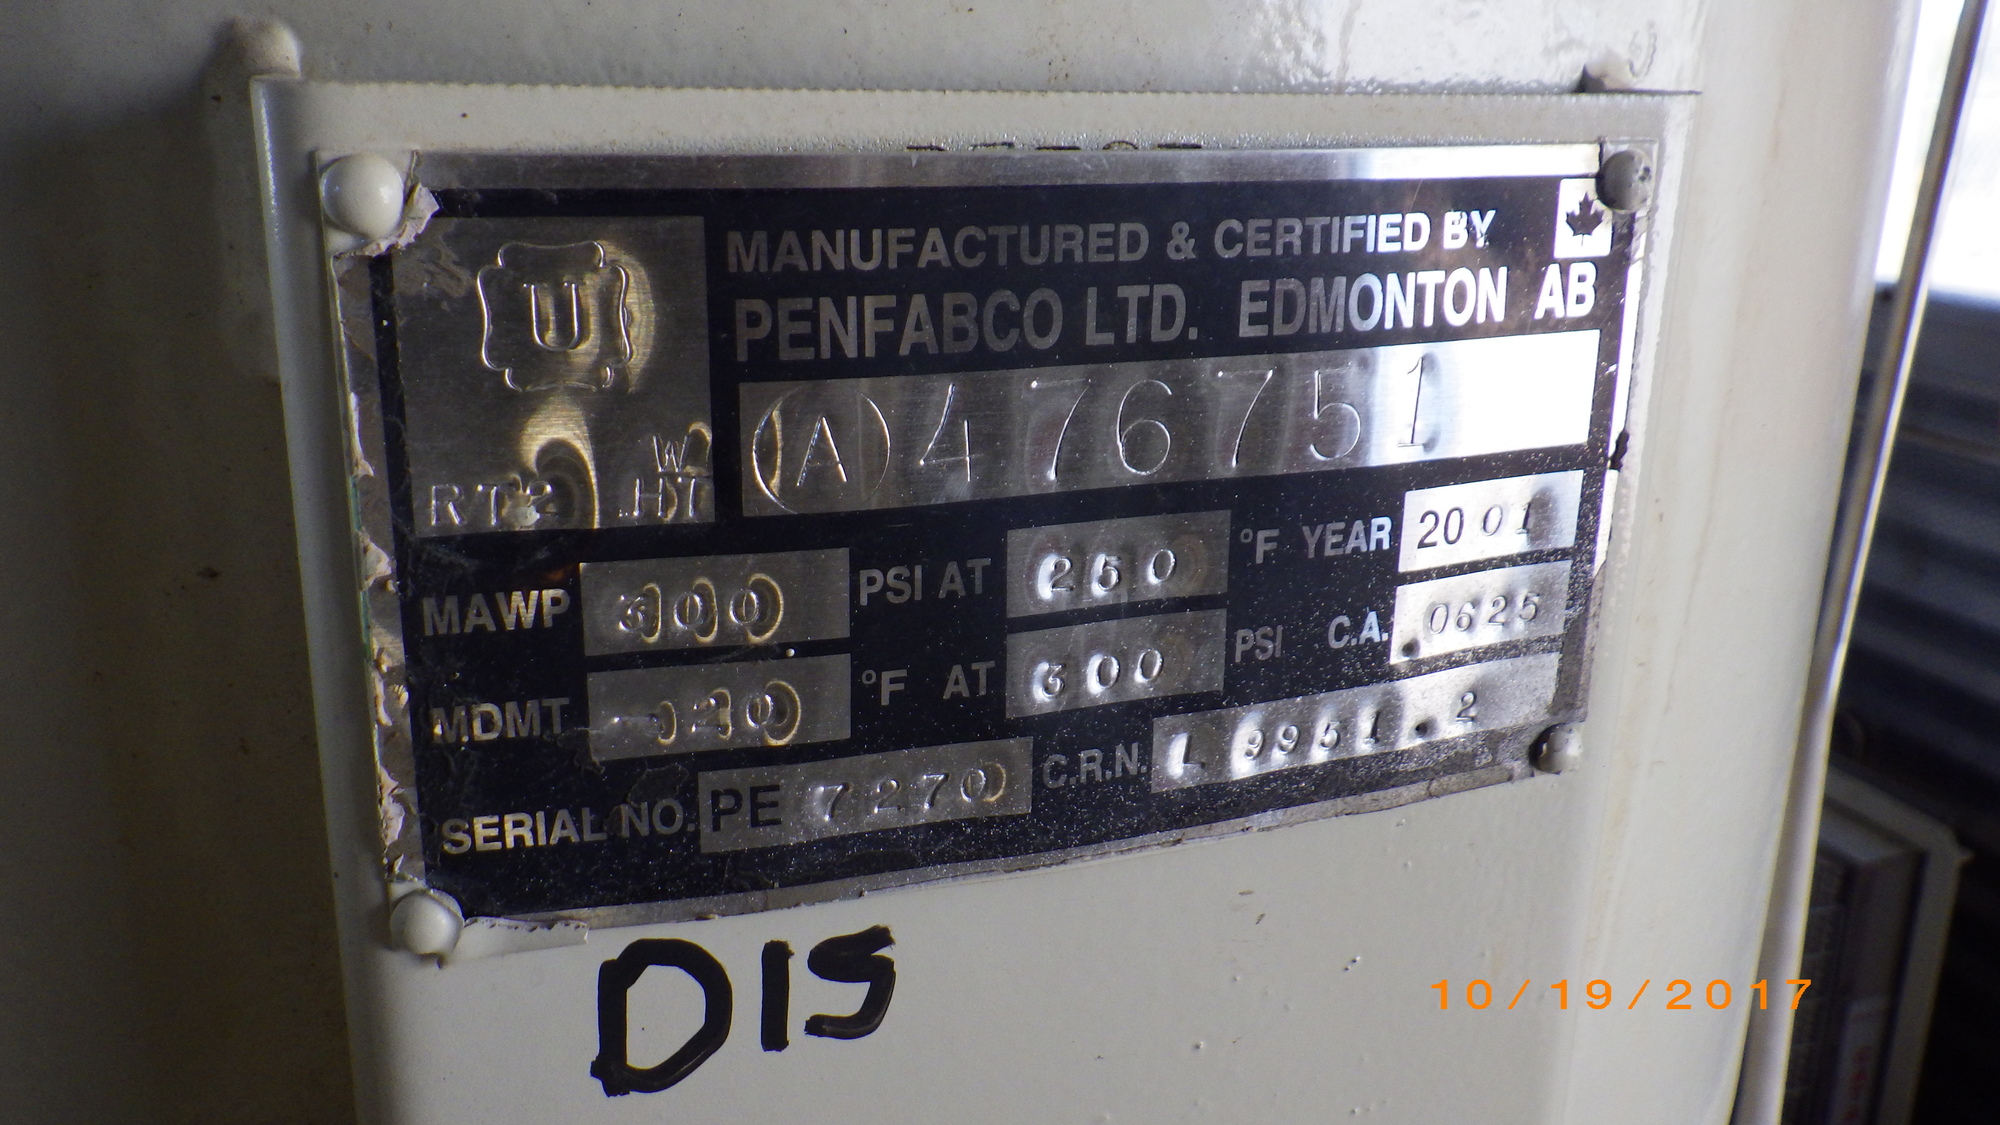 U
W
RT2 HT
MANUFACTURED & CERTIFIED BY
PENFABCO LTD. EDMONTON AB
(A) 476751
MAWP 300 PSI AT 250 °F YEAR 2001
MDMT -20 °F AT 300 PSI C.A. .0625
SERIAL NO. PE 7270 C.R.N. L 9951.2
DIS
10/19/2017